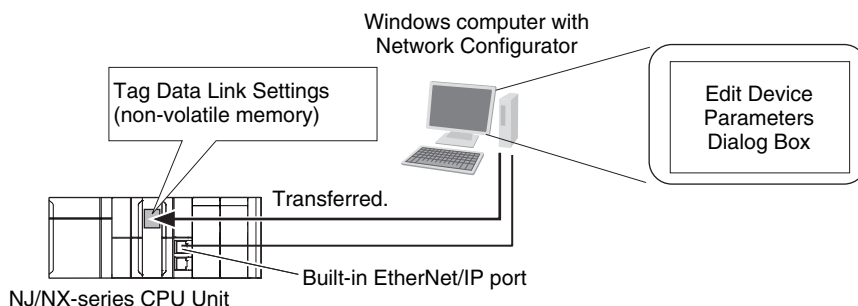 Windows computer with
Network Configurator
Tag Data Link Settings
(non-volatile memory)
Edit Device
Parameters
Dialog Box
Transferred.
Built-in EtherNet/IP port
NJ/NX-series CPU Unit